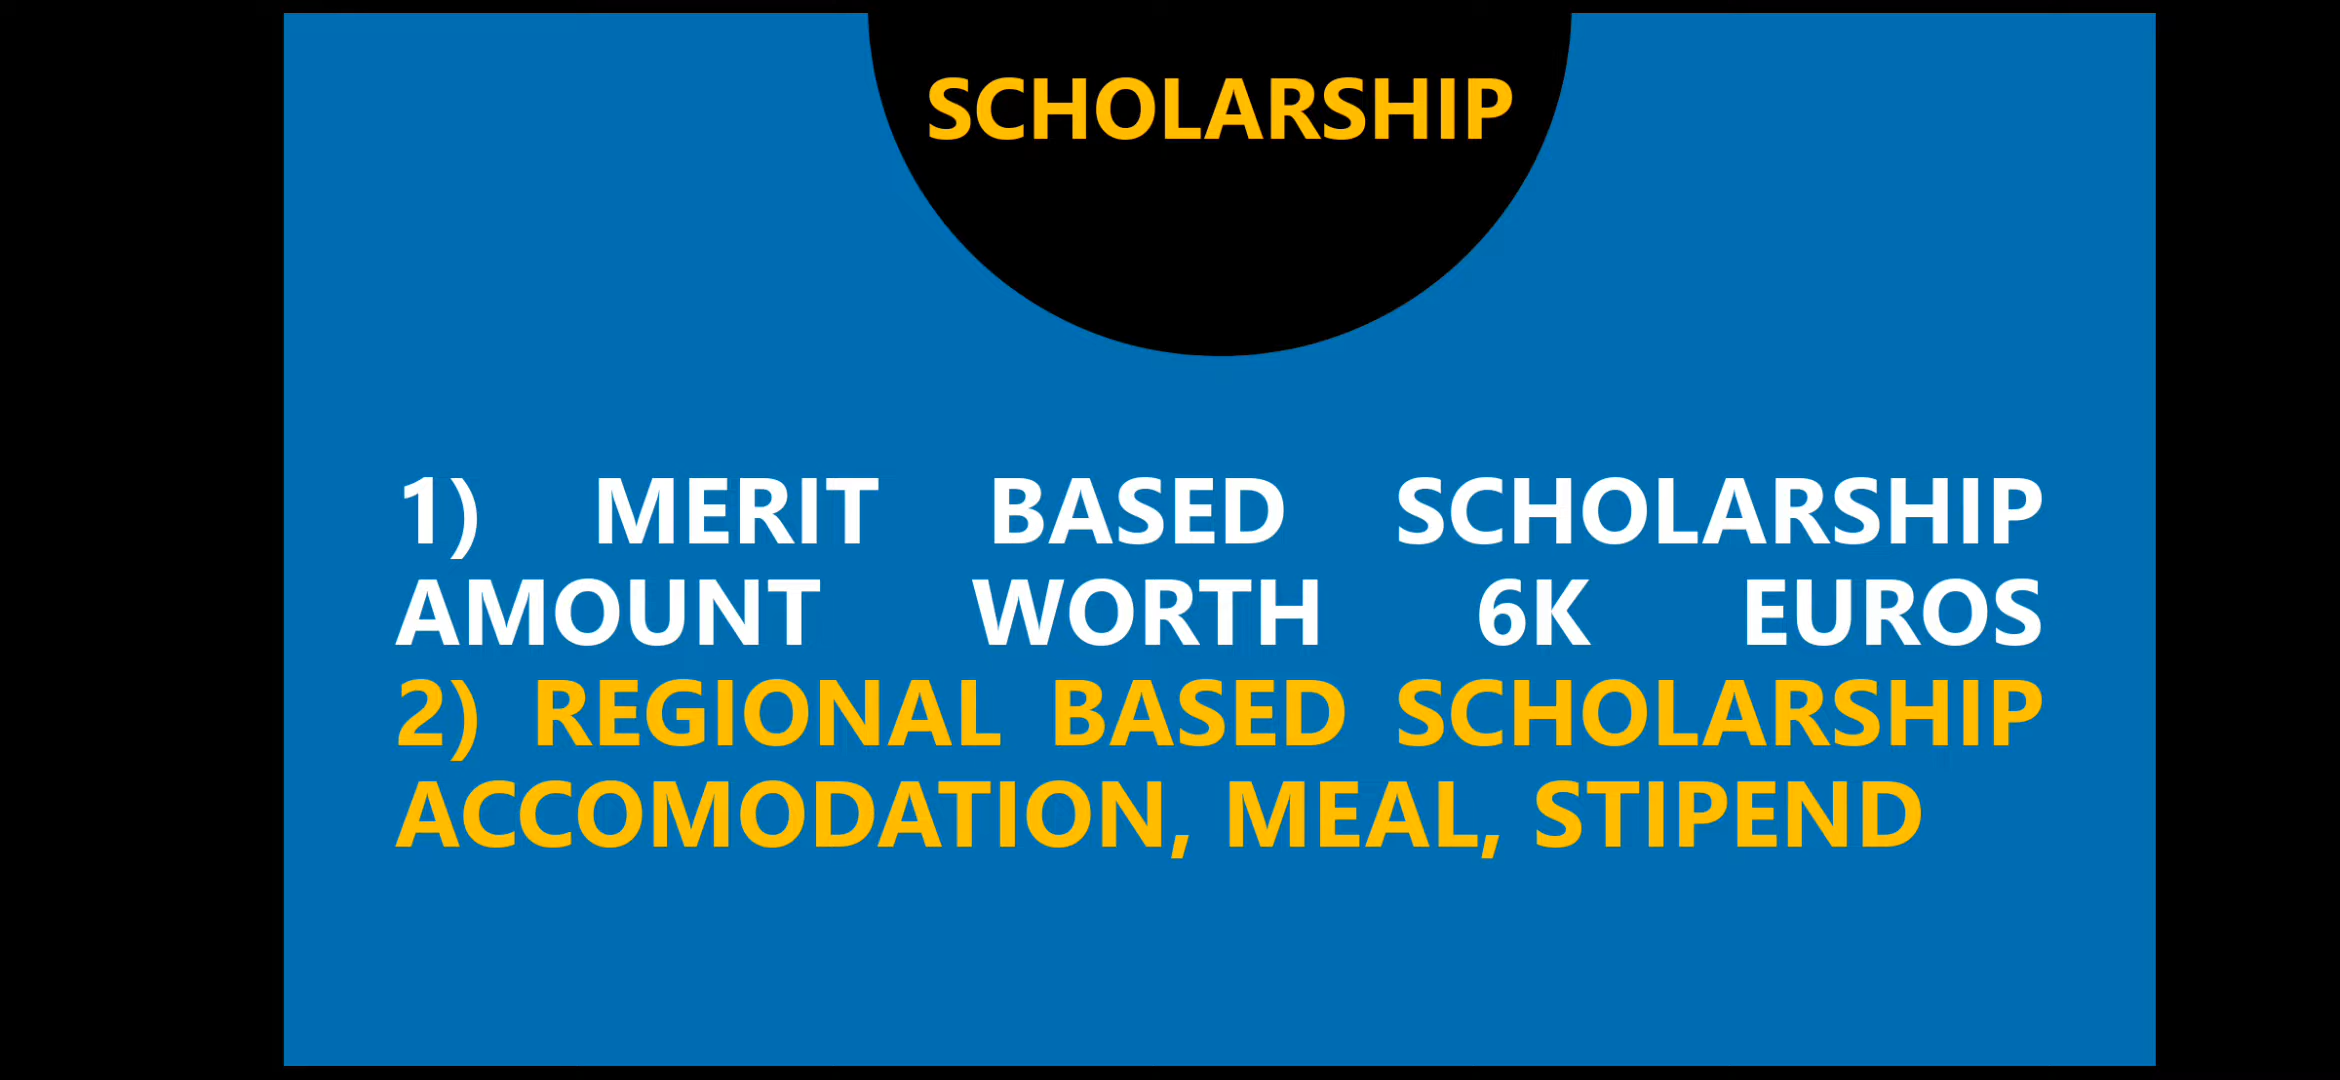 SCHOLARSHIP
1) MERIT BASED SCHOLARSHIP
AMOUNT WORTH 6K EUROS
2) REGIONAL BASED SCHOLARSHIP
ACCOMODATION, MEAL, STIPEND